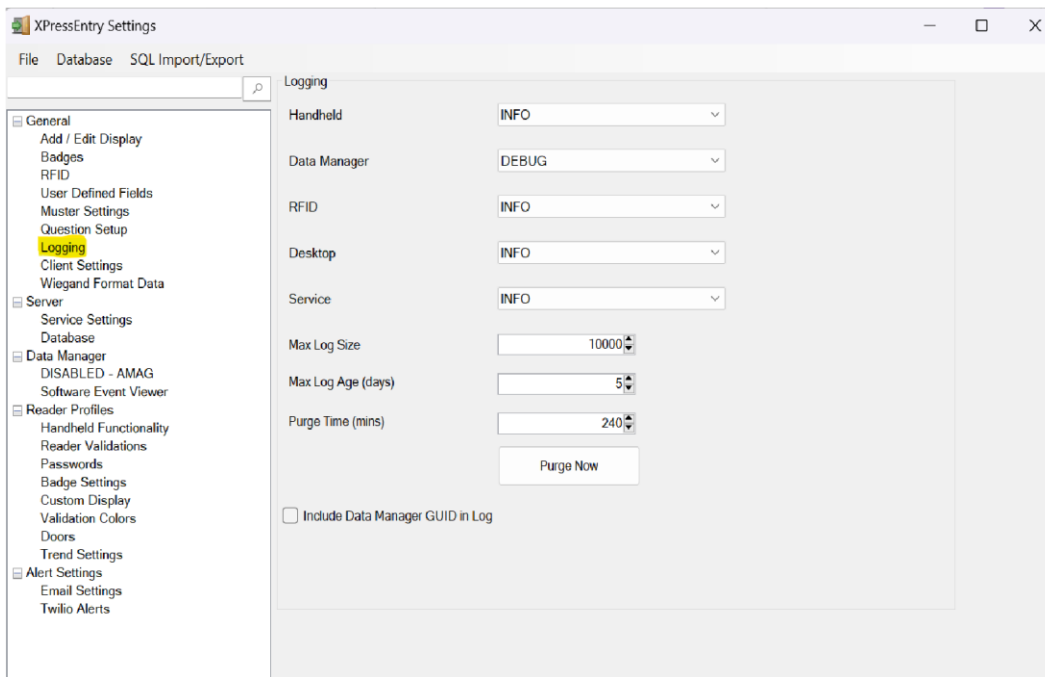 XPressEntry Settings
File Database SQL Import/Export
General
Add / Edit Display
Badges
RFID
User Defined Fields
Muster Settings
Question Setup
Logging
Client Settings
Wiegand Format Data
Server
Service Settings
Database
Data Manager
DISABLED - AMAG
Software Event Viewer
Reader Profiles
Handheld Functionality
Reader Validations
Passwords
Badge Settings
Custom Display
Validation Colors
Doors
Trend Settings
Alert Settings
Email Settings
Twilio Alerts
Logging
Handheld INFO
Data Manager DEBUG
RFID INFO
Desktop INFO
Service INFO
Max Log Size 10000
Max Log Age (days) 5
Purge Time (mins) 240
Purge Now
Include Data Manager GUID in Log